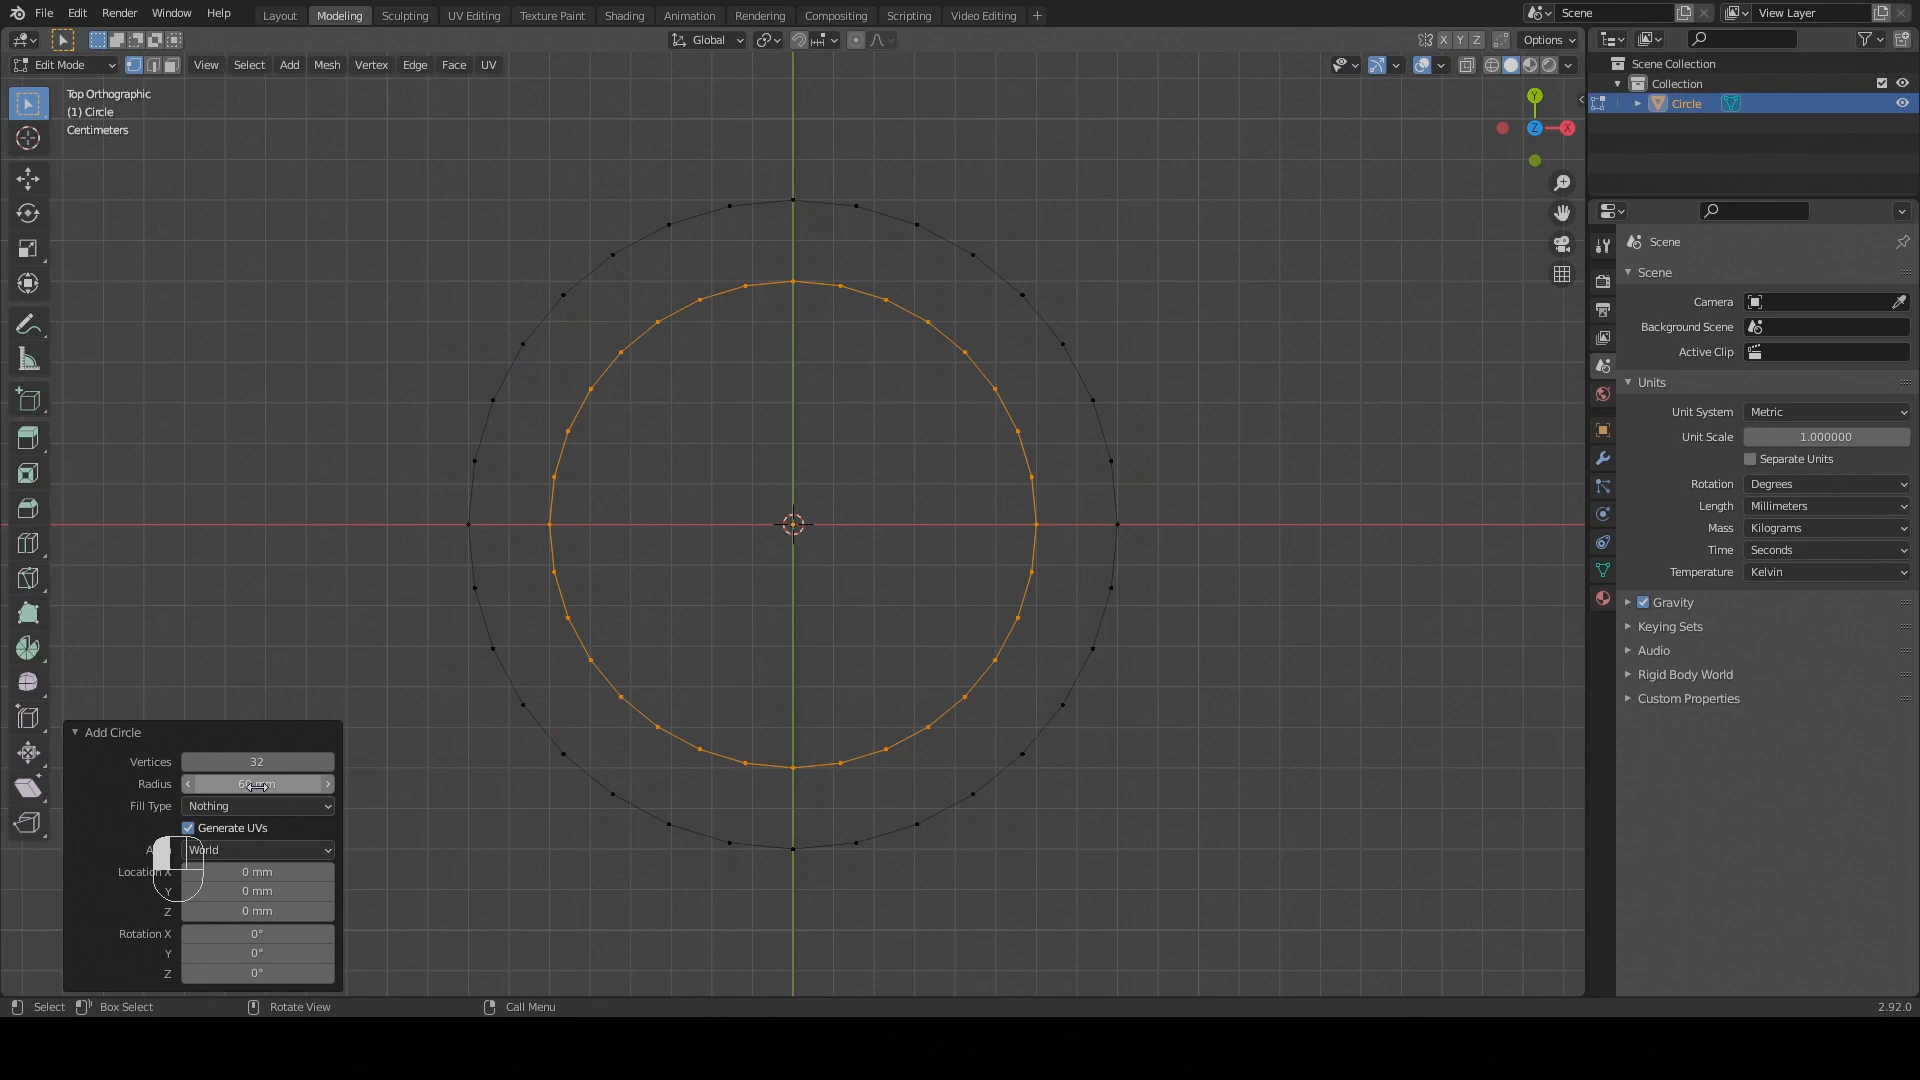 File Edit Render Window Help Layout Modeling Sculpting UV Editing Texture Paint Shading Animation Rendering Compositing Scripting Video Editing + Scene View Layer
Global X Y Z Options
Edit Mode View Select Add Mesh Vertex Edge Face UV
Scene Collection
Collection
Circle
Top Orthographic
(1) Circle
Centimeters
Y
Z X
Scene
Scene
Camera
Background Scene
Active Clip
Units
Unit System Metric
Unit Scale 1.000000
Separate Units
Rotation Degrees
Length Millimeters
Mass Kilograms
Time Seconds
Temperature Kelvin
Gravity
Keying Sets
Audio
Rigid Body World
Custom Properties
Add Circle
Vertices 32
Radius
Fill Type Nothing
Generate UVs
World
Location X 0 mm
Y 0 mm
Z 0 mm
Rotation X 0°
Y 0°
Z 0°
Select Box Select Rotate View Call Menu 2.92.0